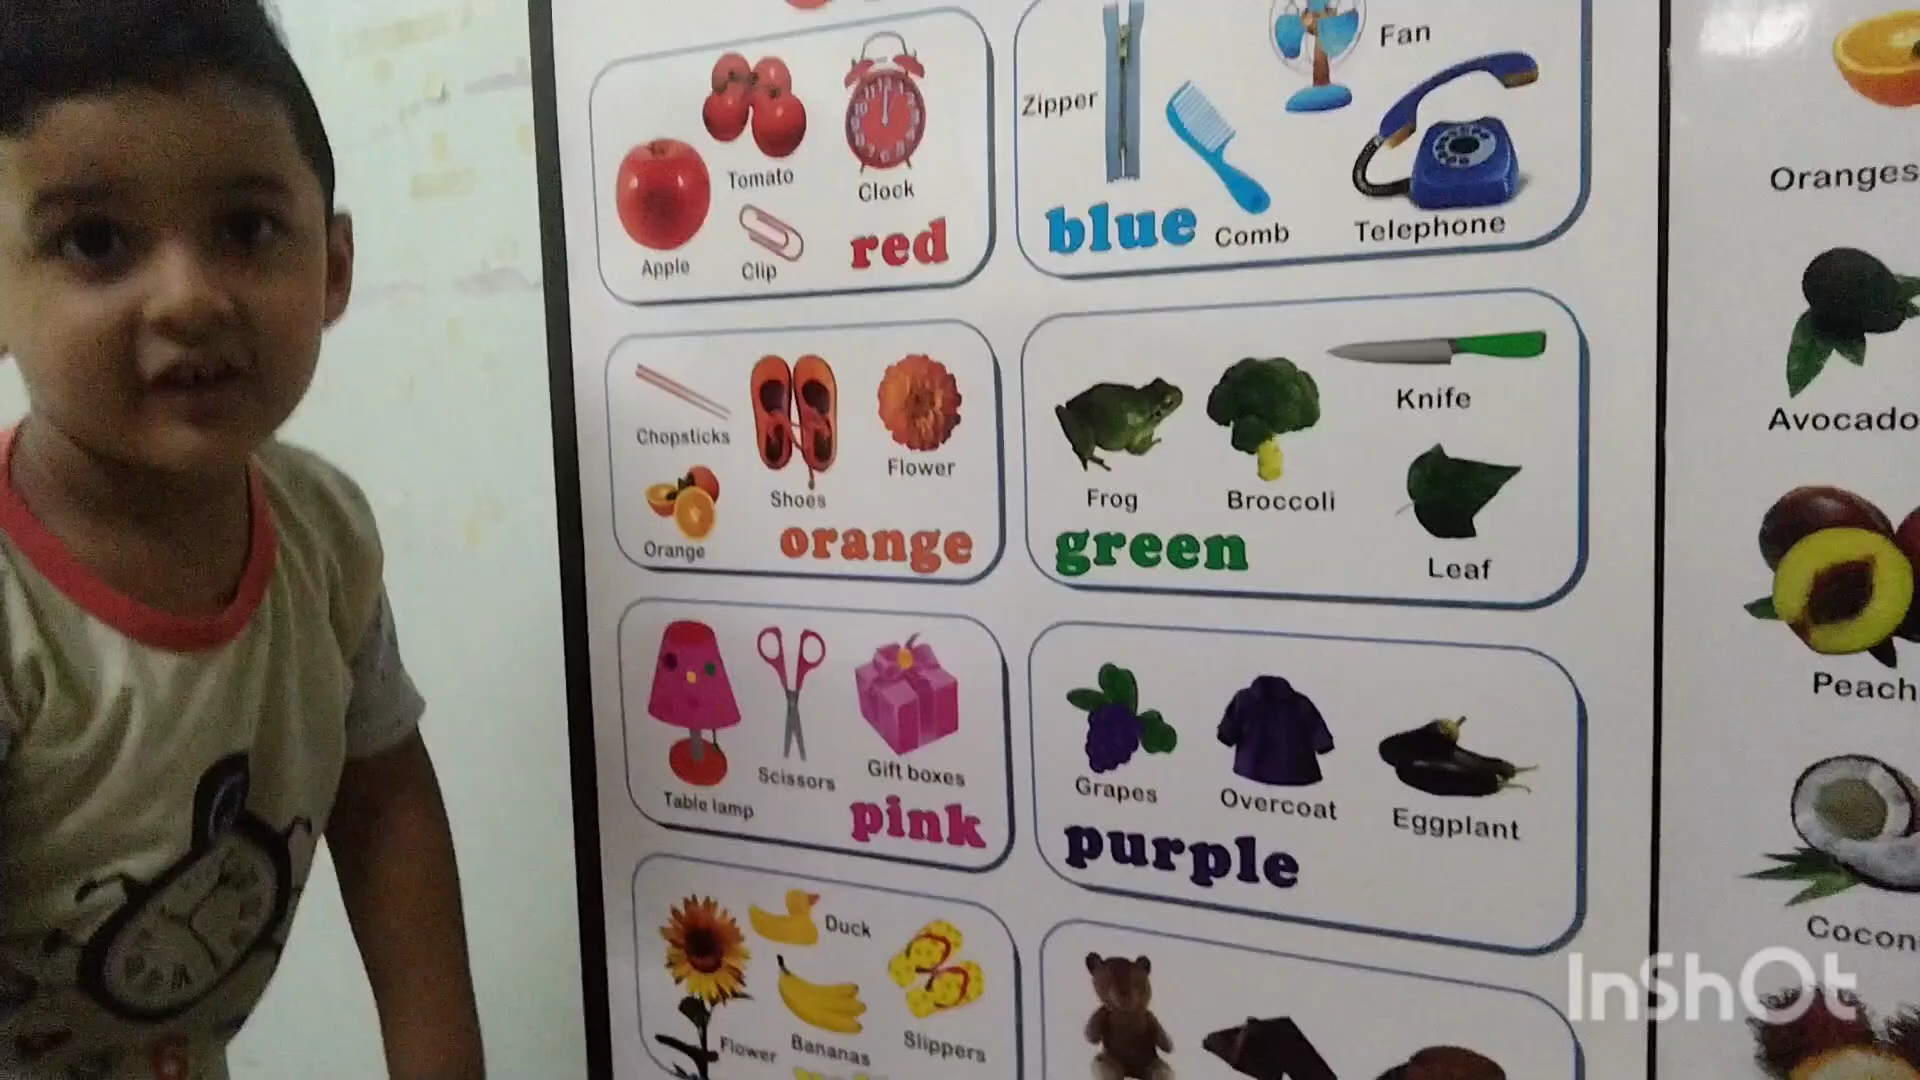 Tomato
Clock
Apple
Clip
red
Zipper
Fan
blue
Comb
Telephone
Chopsticks
Shoes
Flower
Orange
orange
Knife
Frog
Broccoli
Leaf
green
Table lamp
Scissors
Gift boxes
pink
Grapes
Overcoat
Eggplant
purple
Duck
Flower
Bananas
Slippers
Oranges
Avocado
Peach
Cocon
InShOt